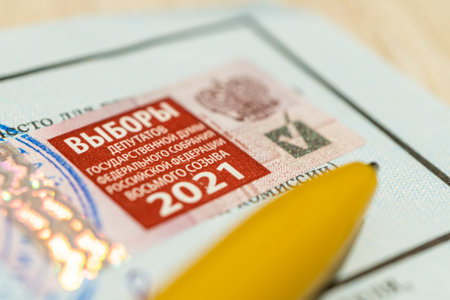 ВЫБОРЫ
ДЕПУТАТОВ
ГОСУДАРСТВЕННОЙ ДУМЫ
ФЕДЕРАЛЬНОГО СОБРАНИЯ
РОССИЙСКОЙ ФЕДЕРАЦИИ
ВОСЬМОГО СОЗЫВА
2021